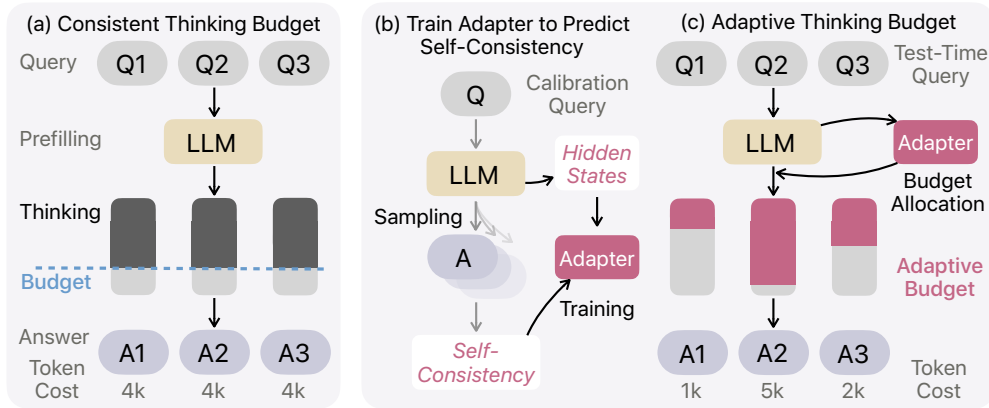 (a) Consistent Thinking Budget
Query
Q1
Q2
Q3
Prefilling
LLM
Thinking
Budget
Answer
A1
A2
A3
Token
Cost
4k
4k
4k
(b) Train Adapter to Predict
Self-Consistency
Q
Calibration
Query
LLM
Hidden
States
Sampling
A
Adapter
Training
Self-
Consistency
(c) Adaptive Thinking Budget
Q1
Q2
Q3
Test-Time
Query
LLM
Adapter
Budget
Allocation
Adaptive
Budget
A1
A2
A3
Answer
1k
5k
2k
Token
Cost